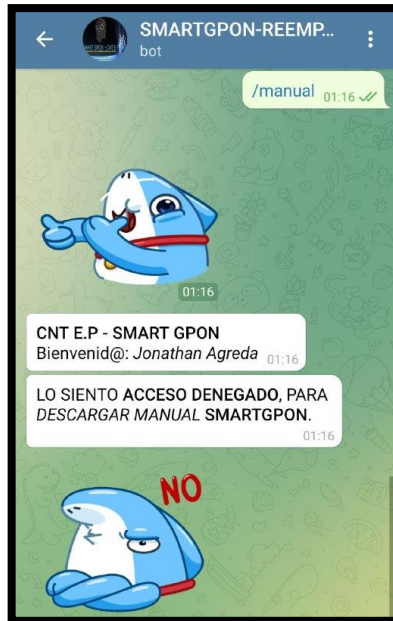 SMARTGPON-REEMP...
bot
/manual 01:16
01:16
CNT E.P - SMART GPON
Bienvenid@: Jonathan Agreda 01:16
LO SIENTO ACCESO DENEGADO, PARA
DESCARGAR MANUAL SMARTGPON.
01:16
NO